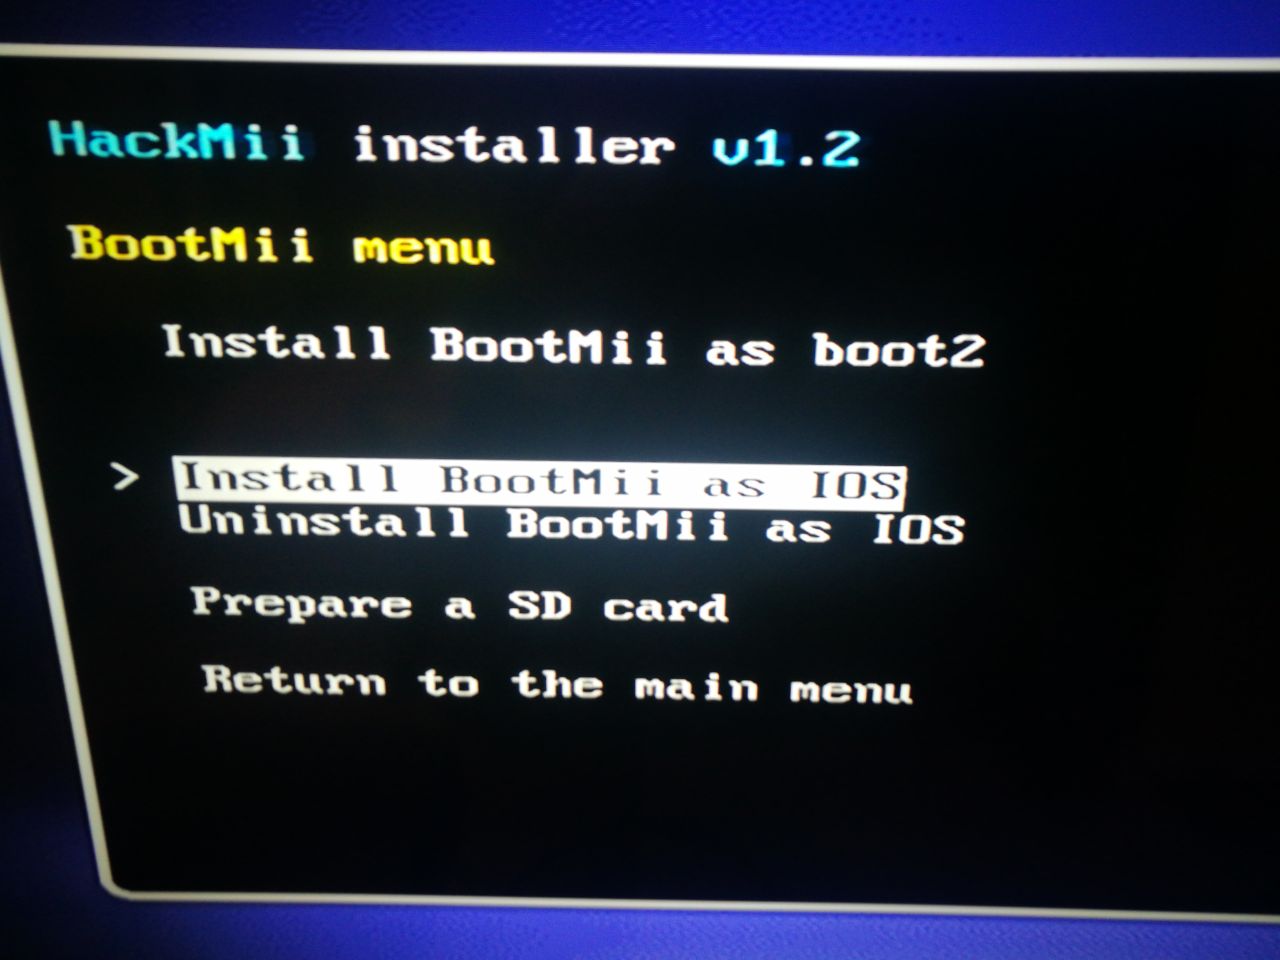 HackMii installer v1.2
BootMii menu
Install BootMii as boot2
> Install BootMii as IOS
Uninstall BootMii as IOS
Prepare a SD card
Return to the main menu